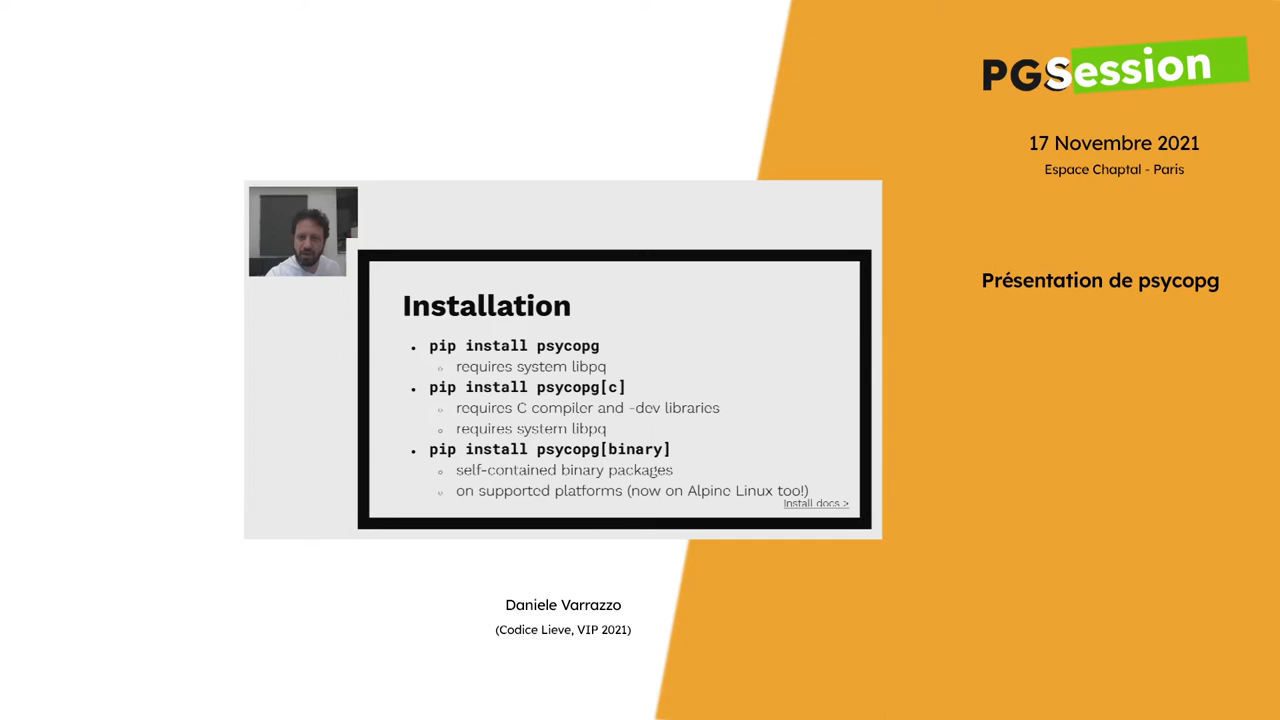 PGSession
17 Novembre 2021
Espace Chaptal - Paris
Présentation de psycopg
Installation
• pip install psycopg
◦ requires system libpq
• pip install psycopg[c]
◦ requires C compiler and -dev libraries
◦ requires system libpq
• pip install psycopg[binary]
◦ self-contained binary packages
◦ on supported platforms (now on Alpine Linux too!)
Install docs >
Daniele Varrazzo
(Codice Lieve, VIP 2021)